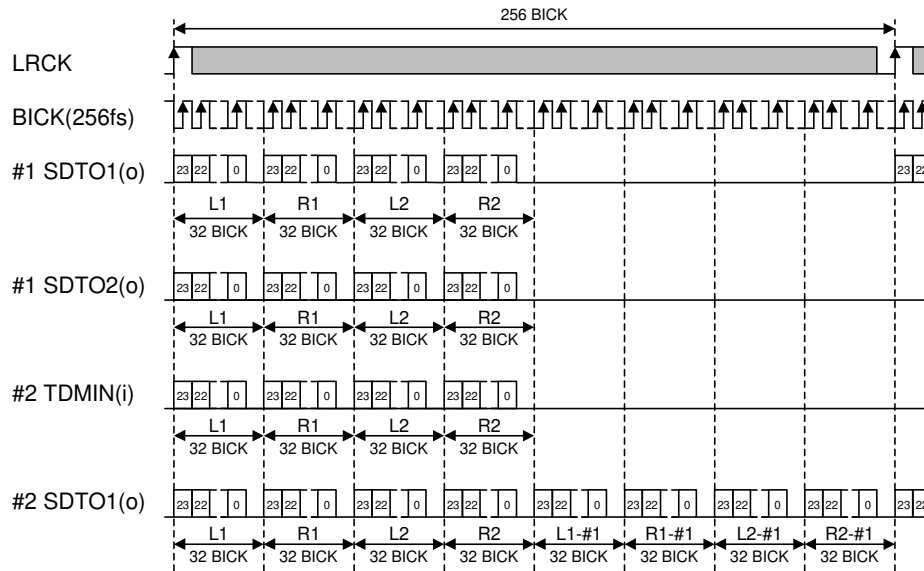 256 BICK
LRCK
BICK(256fs)
#1 SDTO1(o)
23 22 0 23 22 0 23 22 0 23 22 0 23 22
L1 R1 L2 R2
32 BICK 32 BICK 32 BICK 32 BICK
#1 SDTO2(o)
23 22 0 23 22 0 23 22 0 23 22 0
L1 R1 L2 R2
32 BICK 32 BICK 32 BICK 32 BICK
#2 TDMIN(i)
23 22 0 23 22 0 23 22 0 23 22 0
L1 R1 L2 R2
32 BICK 32 BICK 32 BICK 32 BICK
#2 SDTO1(o)
23 22 0 23 22 0 23 22 0 23 22 0 23 22 0 23 22 0 23 22 0 23 22 0 23 22
L1 R1 L2 R2 L1-#1 R1-#1 L2-#1 R2-#1
32 BICK 32 BICK 32 BICK 32 BICK 32 BICK 32 BICK 32 BICK 32 BICK